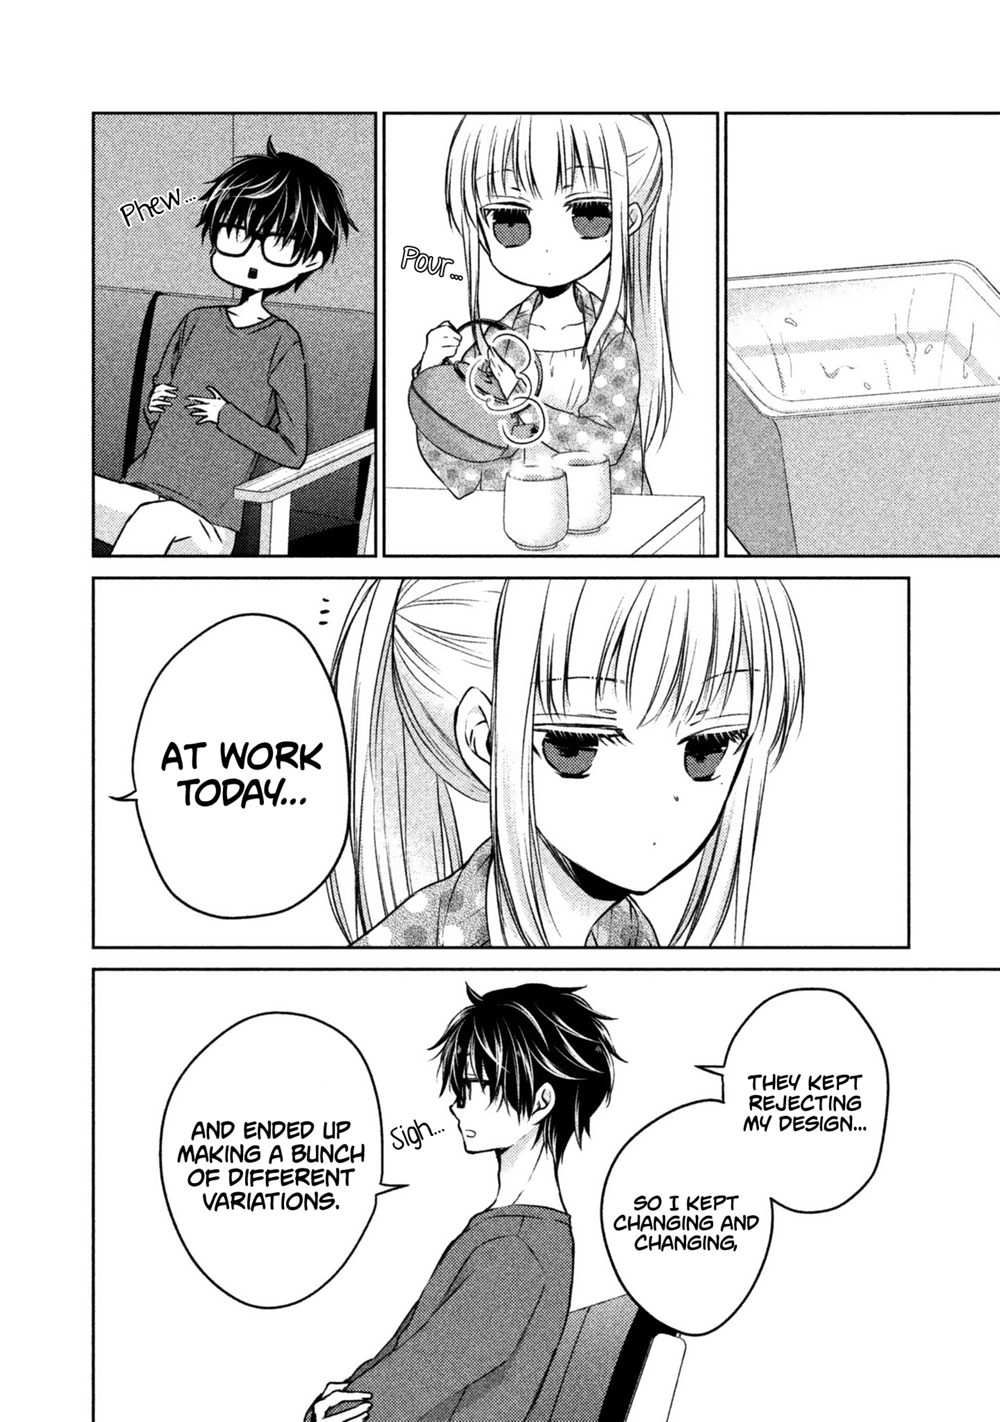 Pour...
Phew...
AT WORK
TODAY...
THEY KEPT
REJECTING
MY DESIGN...
SO I KEPT
CHANGING AND
CHANGING,
Sigh...
AND ENDED UP
MAKING A BUNCH
OF DIFFERENT
VARIATIONS.